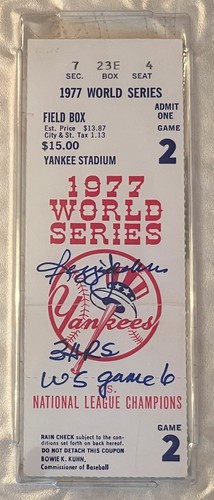 7 23E 4
SEC. BOX SEAT
1977 WORLD SERIES
FIELD BOX
ADMIT
ONE
Est. Price $13.87
City & St. Tax 1.13
GAME
$15.00
2
YANKEE STADIUM
1977
WORLD
SERIES
Reggie Jackson
Yankees
3 HRS
WS game 6
vs.
NATIONAL LEAGUE CHAMPIONS
RAIN CHECK subject to the con-
ditions set forth on back hereof.
DO NOT DETACH THIS COUPON
BOWIE K. KUHN,
Commissioner of Baseball
GAME
2